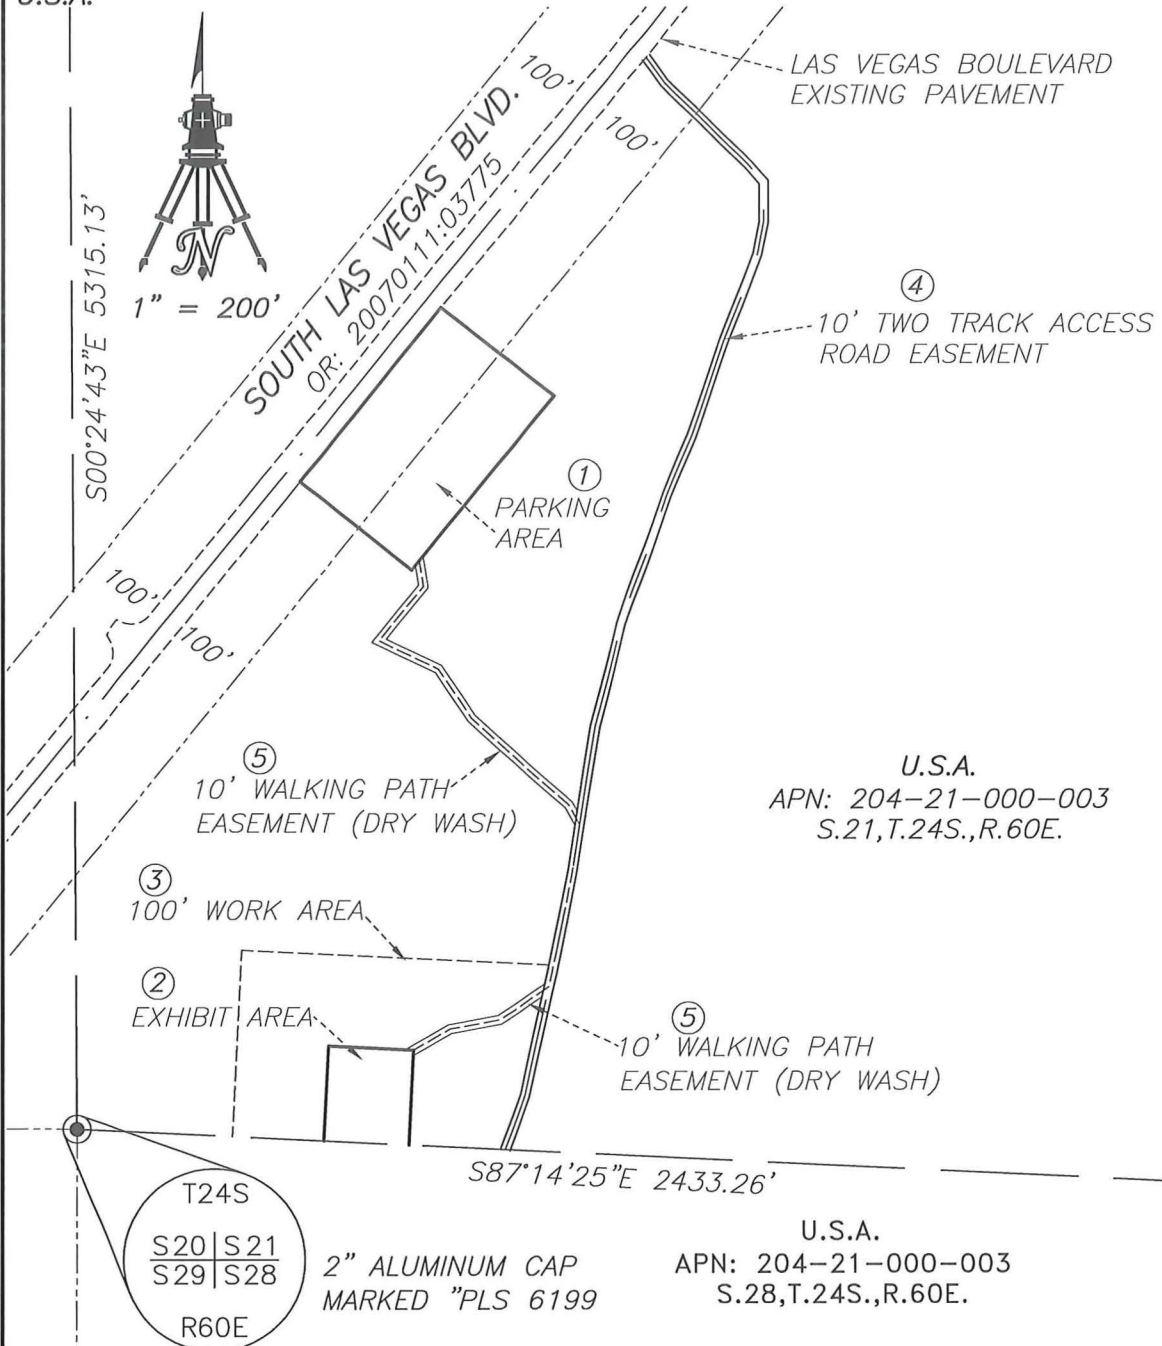 U.S.A.
LAS VEGAS BOULEVARD
EXISTING PAVEMENT
100'
100'
SOUTH LAS VEGAS BLVD.
OR: 20070111:03775
S00°24'43"E 5315.13'
N
1" = 200'
④
10' TWO TRACK ACCESS
ROAD EASEMENT
①
PARKING
AREA
100'
100'
⑤
10' WALKING PATH
EASEMENT (DRY WASH)
U.S.A.
APN: 204-21-000-003
S.21,T.24S.,R.60E.
③
100' WORK AREA
②
EXHIBIT AREA
⑤
10' WALKING PATH
EASEMENT (DRY WASH)
S87°14'25"E 2433.26'
T24S
S20|S21
S29|S28
R60E
2" ALUMINUM CAP
MARKED "PLS 6199
U.S.A.
APN: 204-21-000-003
S.28,T.24S.,R.60E.